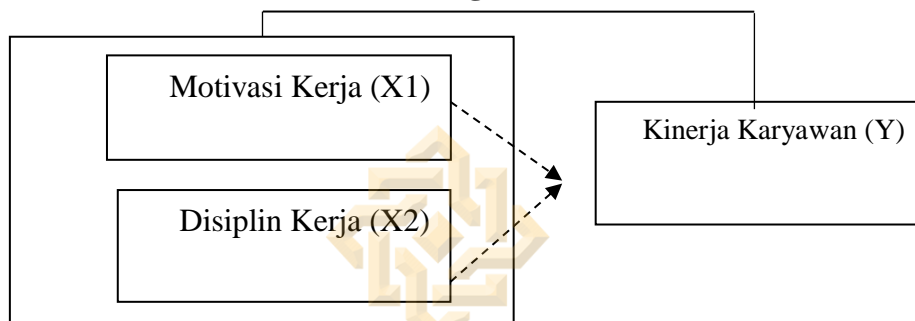 Motivasi Kerja (X1)
Kinerja Karyawan (Y)
Disiplin Kerja (X2)